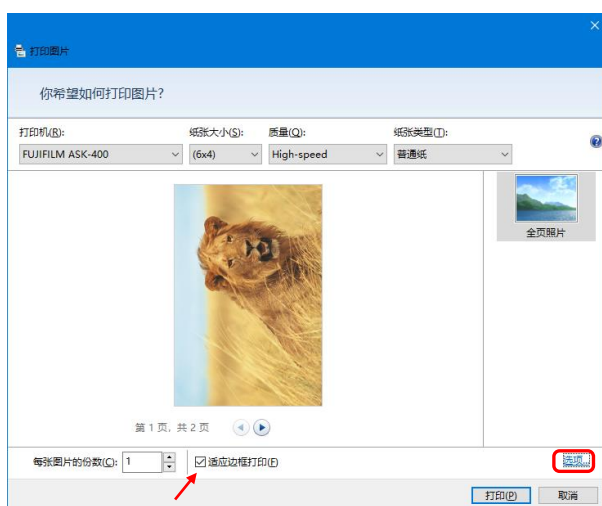 打印图片
你希望如何打印图片?
打印机(R): 纸张大小(S): 质量(Q): 纸张类型(T):
FUJIFILM ASK-400 (6x4) High-speed 普通纸
全页照片
第 1 页, 共 2 页
每张图片的份数(C): 1 适应边框打印(F) 选项...
打印(P) 取消